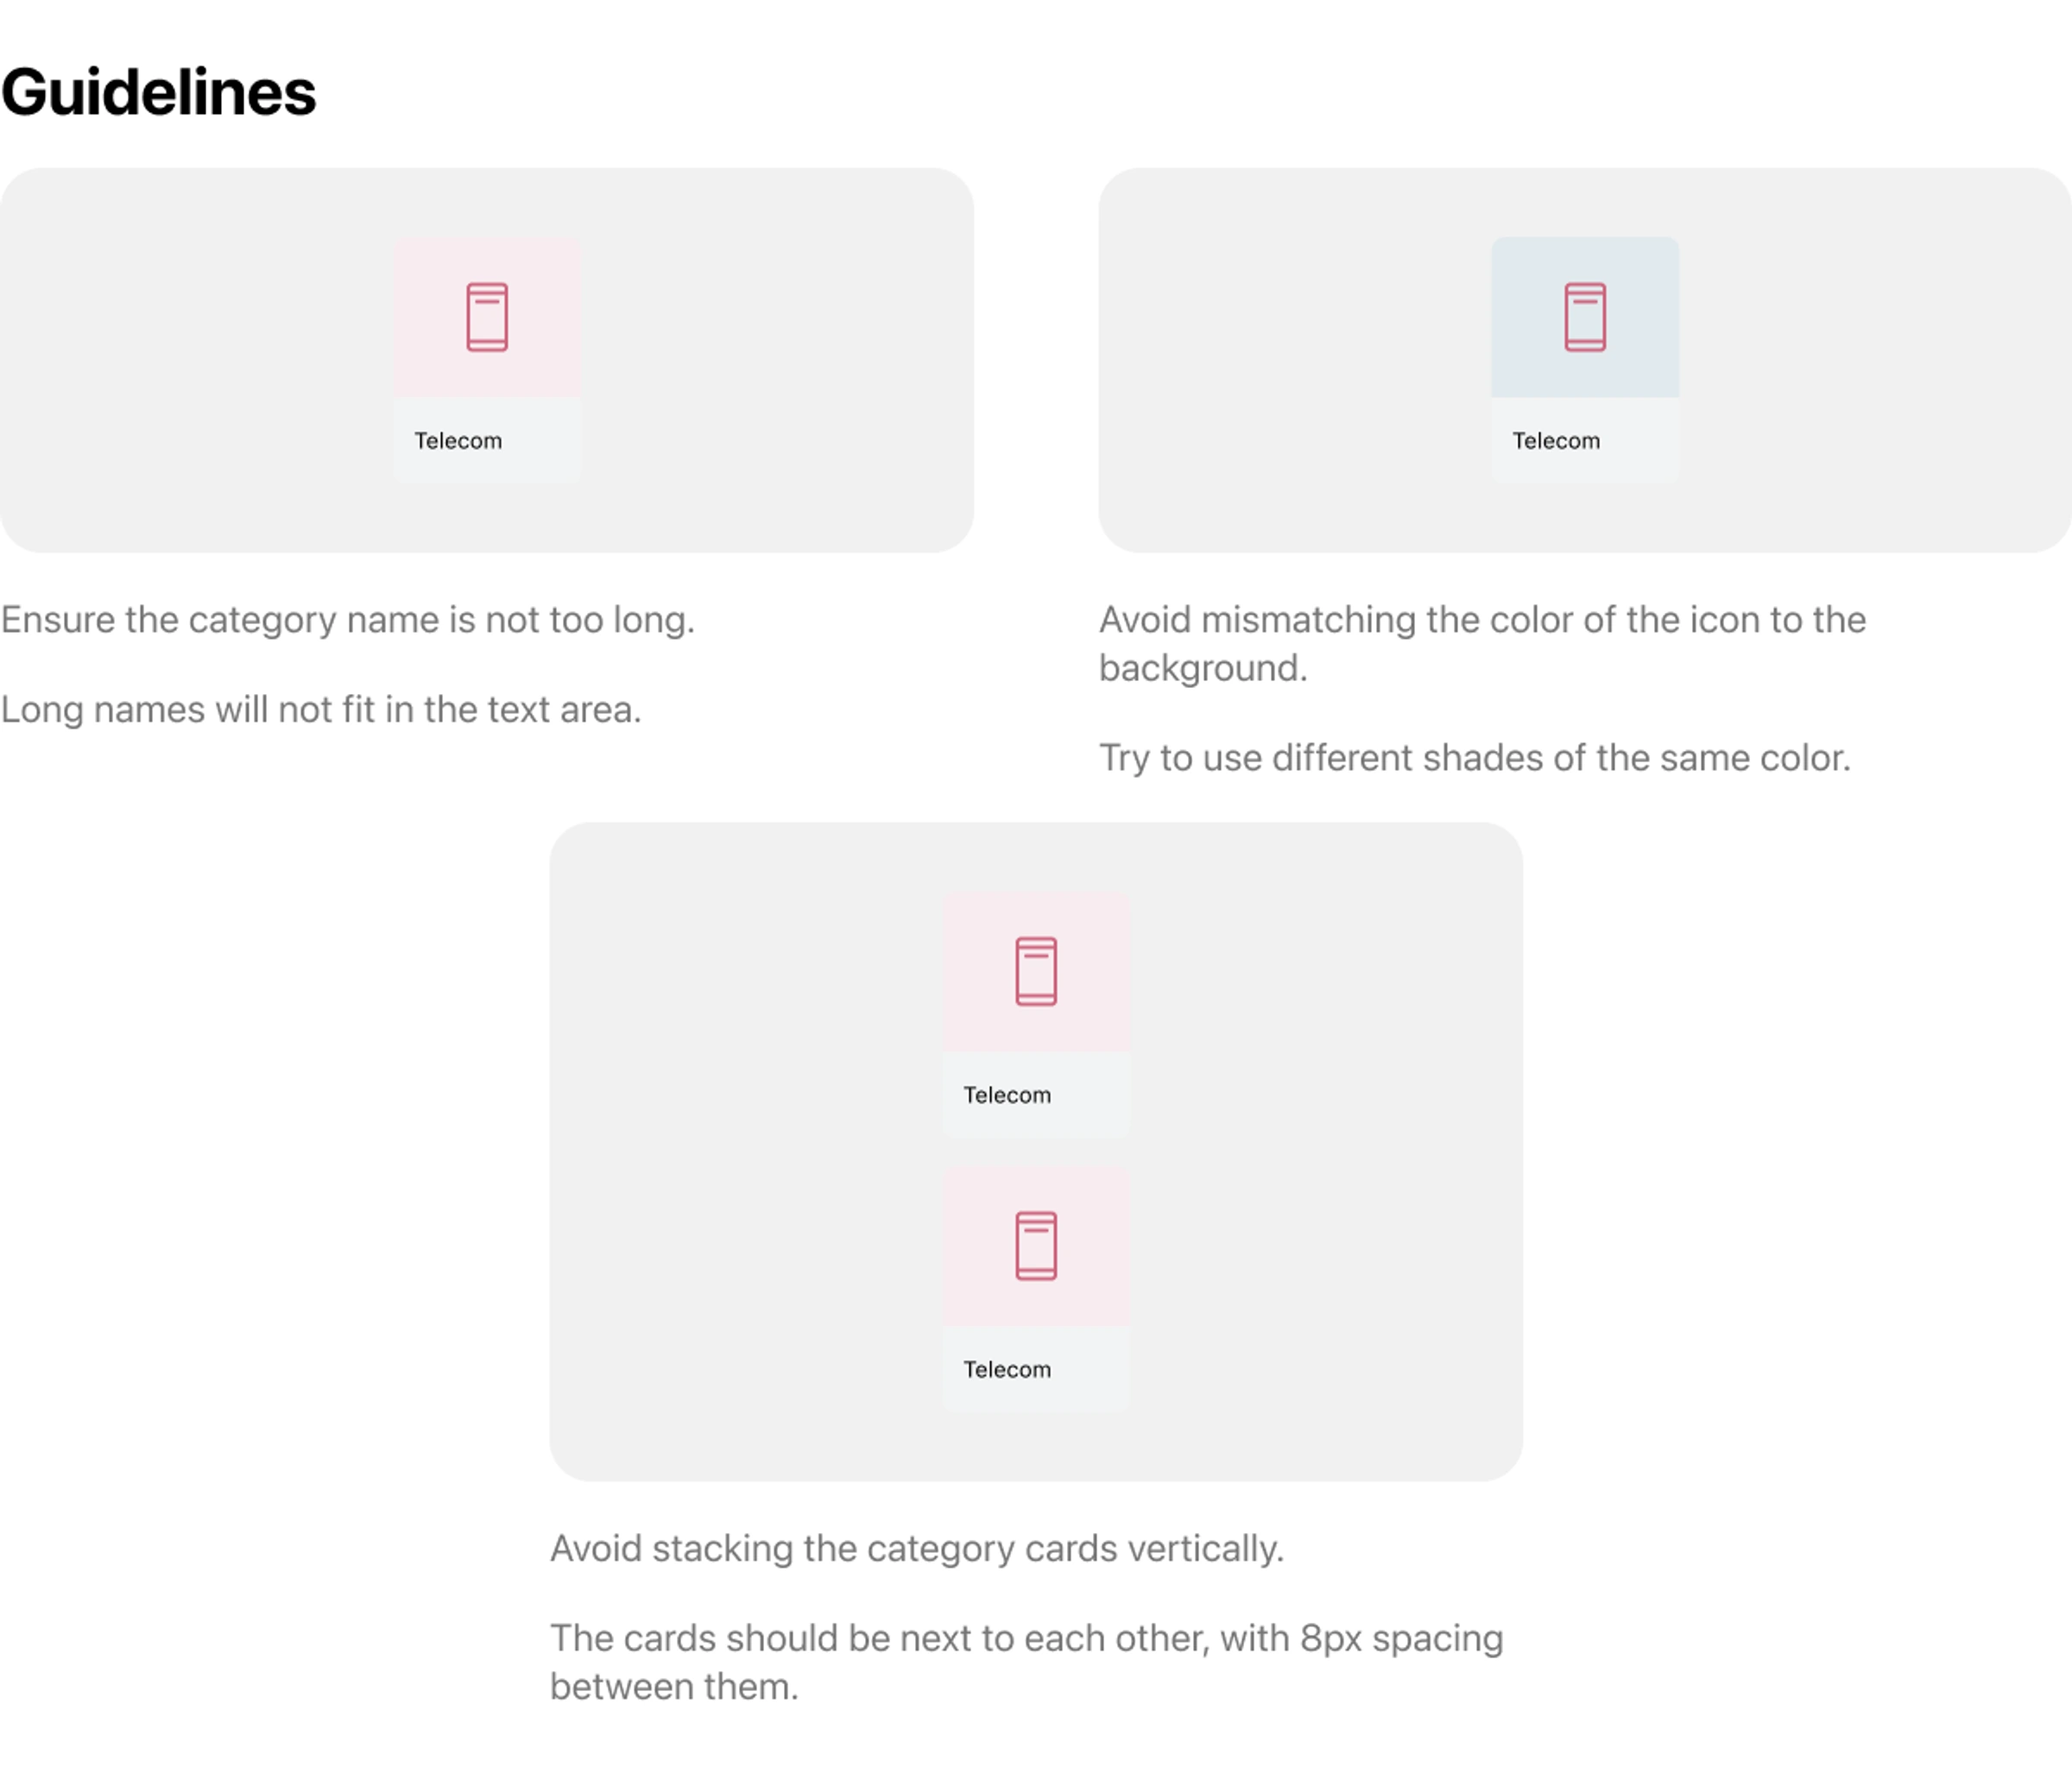 Guidelines
Telecom
Ensure the category name is not too long.
Long names will not fit in the text area.
Telecom
Avoid mismatching the color of the icon to the
background.
Try to use different shades of the same color.
Telecom
Telecom
Avoid stacking the category cards vertically.
The cards should be next to each other, with 8px spacing
between them.